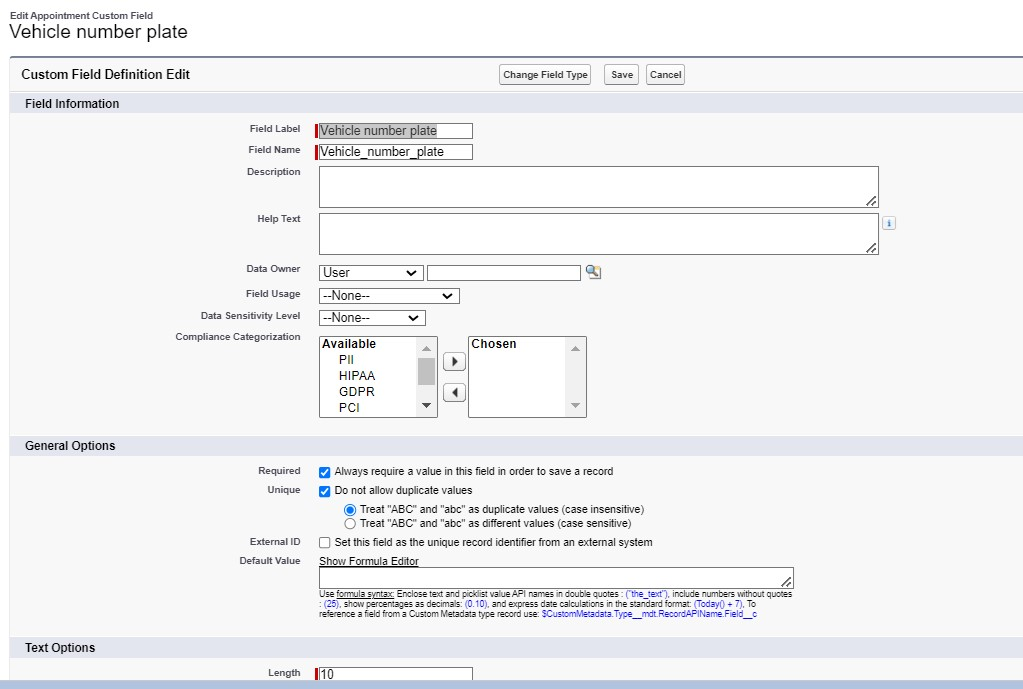 Edit Appointment Custom Field
Vehicle number plate
Custom Field Definition Edit
Change Field Type
Save
Cancel
Field Information
Field Label
Vehicle number plate
Field Name
Vehicle_number_plate
Description
Help Text
i
Data Owner
User
Field Usage
--None--
Data Sensitivity Level
--None--
Compliance Categorization
Available
PII
HIPAA
GDPR
PCI
Chosen
General Options
Required
Always require a value in this field in order to save a record
Unique
Do not allow duplicate values
Treat "ABC" and "abc" as duplicate values (case insensitive)
Treat "ABC" and "abc" as different values (case sensitive)
External ID
Set this field as the unique record identifier from an external system
Default Value
Show Formula Editor
Use formula syntax: Enclose text and picklist value API names in double quotes : ("the_text"), include numbers without quotes
: (25), show percentages as decimals: (0.10), and express date calculations in the standard format: (Today() + 7), To
reference a field from a Custom Metadata type record use: $CustomMetadata.Type__mdt.RecordAPIName.Field__c
Text Options
Length
10